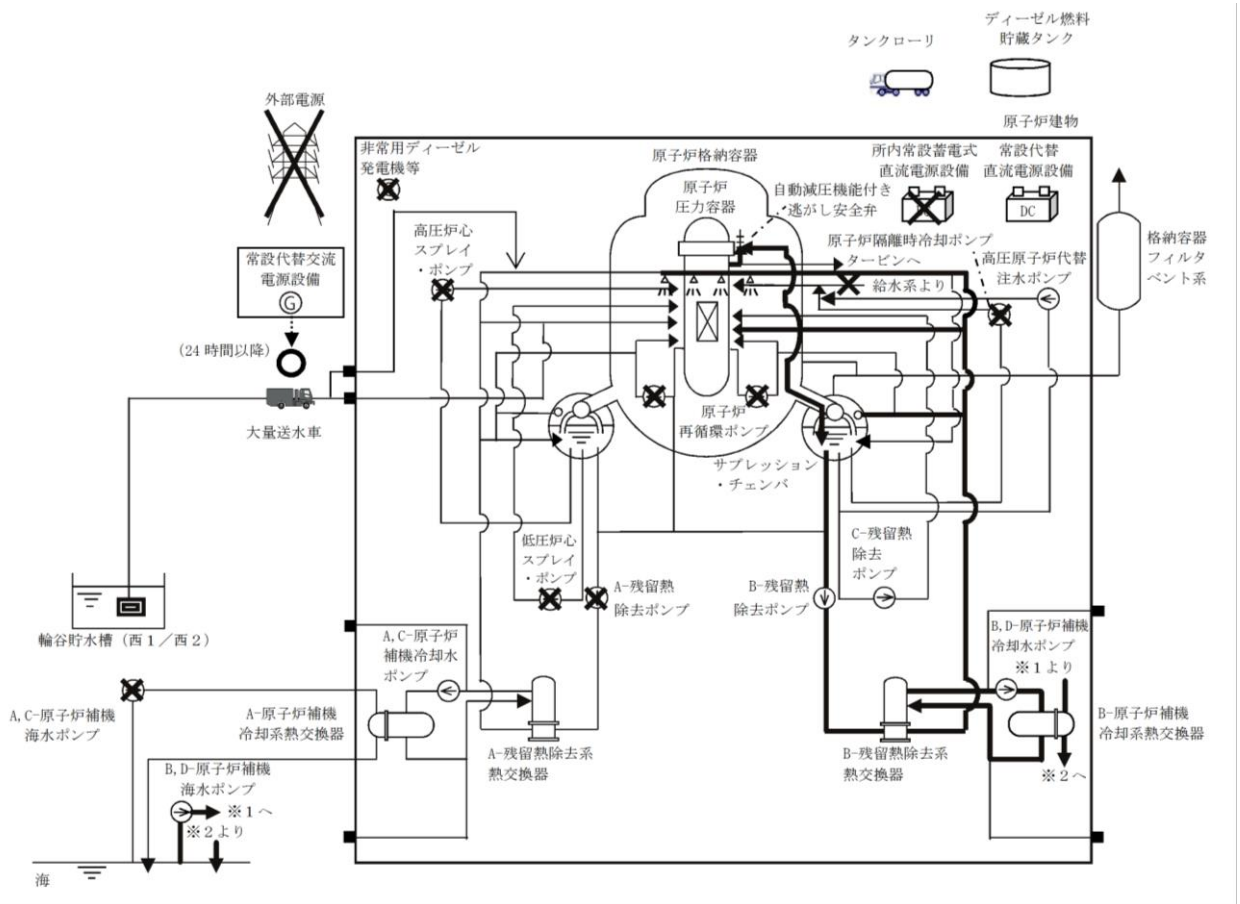 ディーゼル燃料
貯蔵タンク
タンクローリ
外部電源
原子炉建物
非常用ディーゼル
発電機等
原子炉格納容器
所内常設蓄電式
直流電源設備
常設代替
直流電源設備
DC
原子炉
圧力容器
自動減圧機能付き
逃がし安全弁
高圧炉心
スプレイ
・ポンプ
原子炉隔離時冷却ポンプ
タービンへ
高圧原子炉代替
注水ポンプ
給水系より
格納容器
フィルタ
ベント系
常設代替交流
電源設備
G
(24時間以降)
大量送水車
原子炉
再循環ポンプ
サプレッション
・チェンバ
低圧炉心
スプレイ
・ポンプ
A-残留熱
除去ポンプ
B-残留熱
除去ポンプ
C-残留熱
除去
ポンプ
輪谷貯水槽(西1/西2)
A,C-原子炉
補機冷却水
ポンプ
B,D-原子炉補機
冷却水ポンプ
※1より
A,C-原子炉補機
海水ポンプ
A-原子炉補機
冷却系熱交換器
A-残留熱除去系
熱交換器
B-残留熱除去系
熱交換器
B-原子炉補機
冷却系熱交換器
※2へ
B,D-原子炉補機
海水ポンプ
※1へ
※2より
海